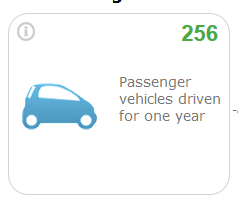 256
Passenger
vehicles driven
for one year